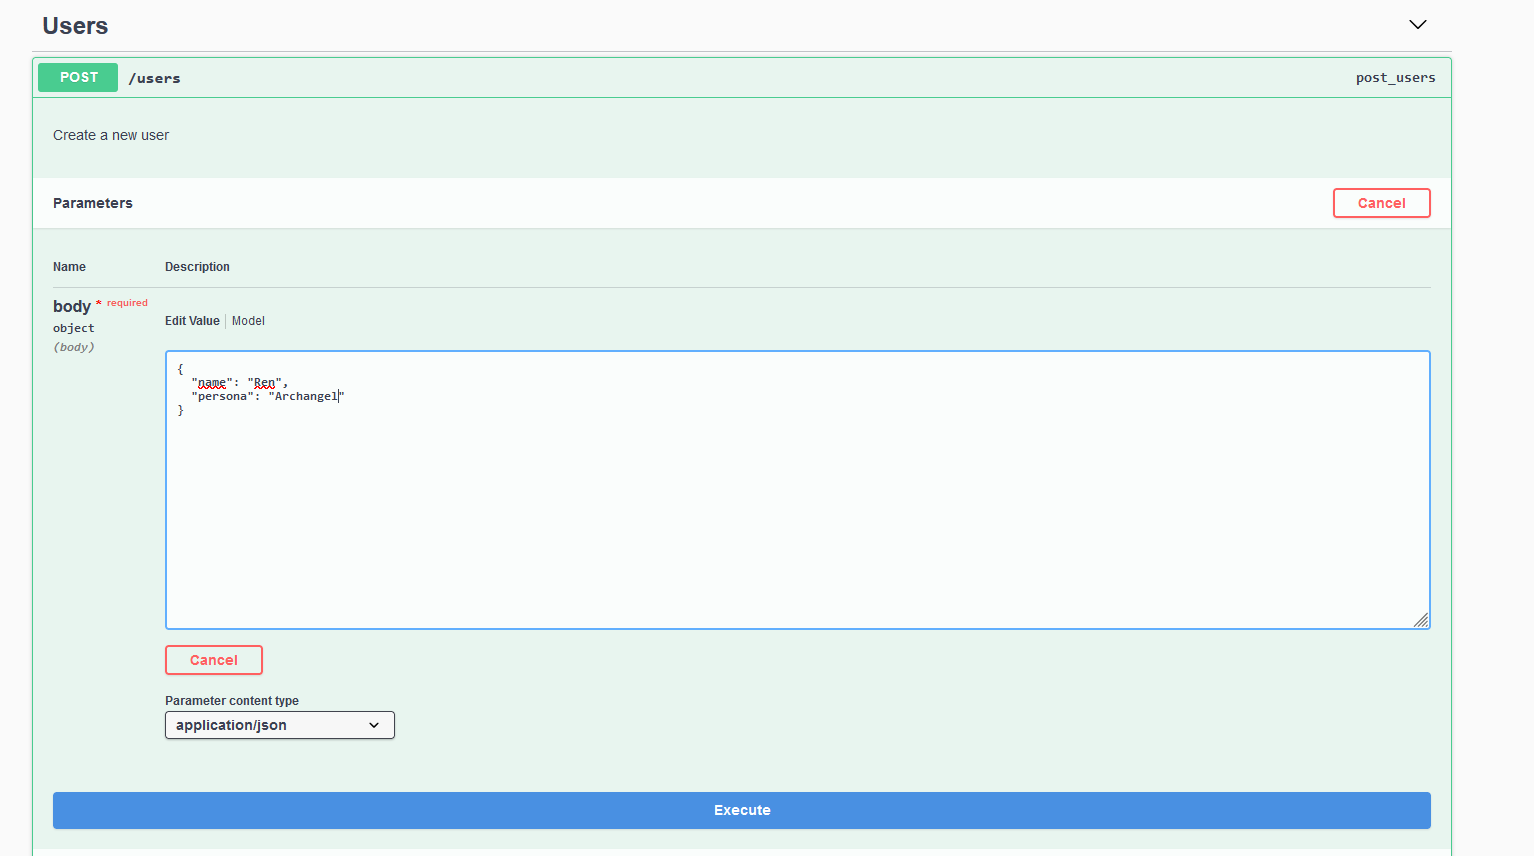 Users
POST /users post_users
Create a new user
Parameters Cancel
Name Description
body * required
object
(body)
Edit Value | Model
{
  "name": "Ren",
  "persona": "Archangel"
}
Cancel
Parameter content type
application/json
Execute